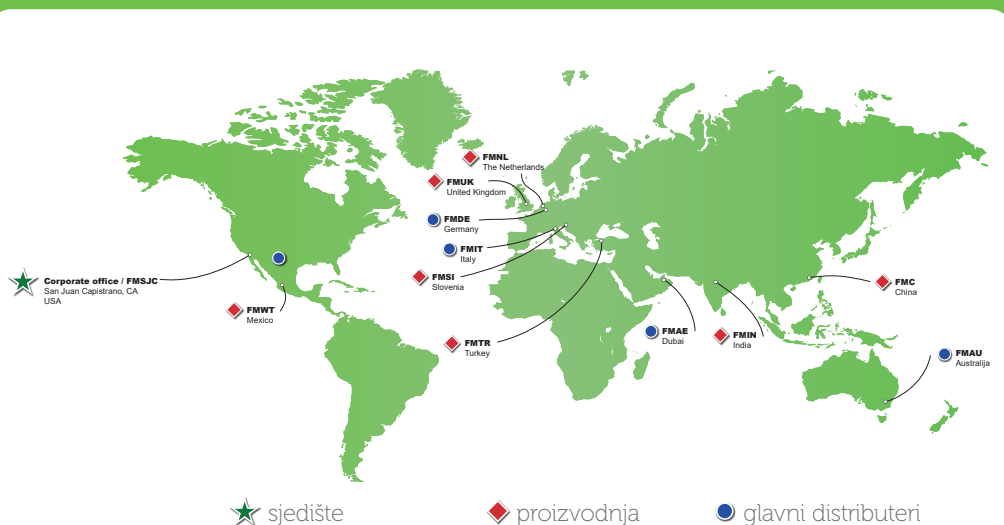 FMNL
The Netherlands
FMUK
United Kingdom
FMDE
Germany
FMIT
Italy
FMSI
Slovenia
Corporate office / FMSJC
San Juan Capistrano, CA
USA
FMWT
Mexico
FMTR
Turkey
FMAE
Dubai
FMIN
India
FMC
China
FMAU
Australija
sjedište
proizvodnja
glavni distributeri